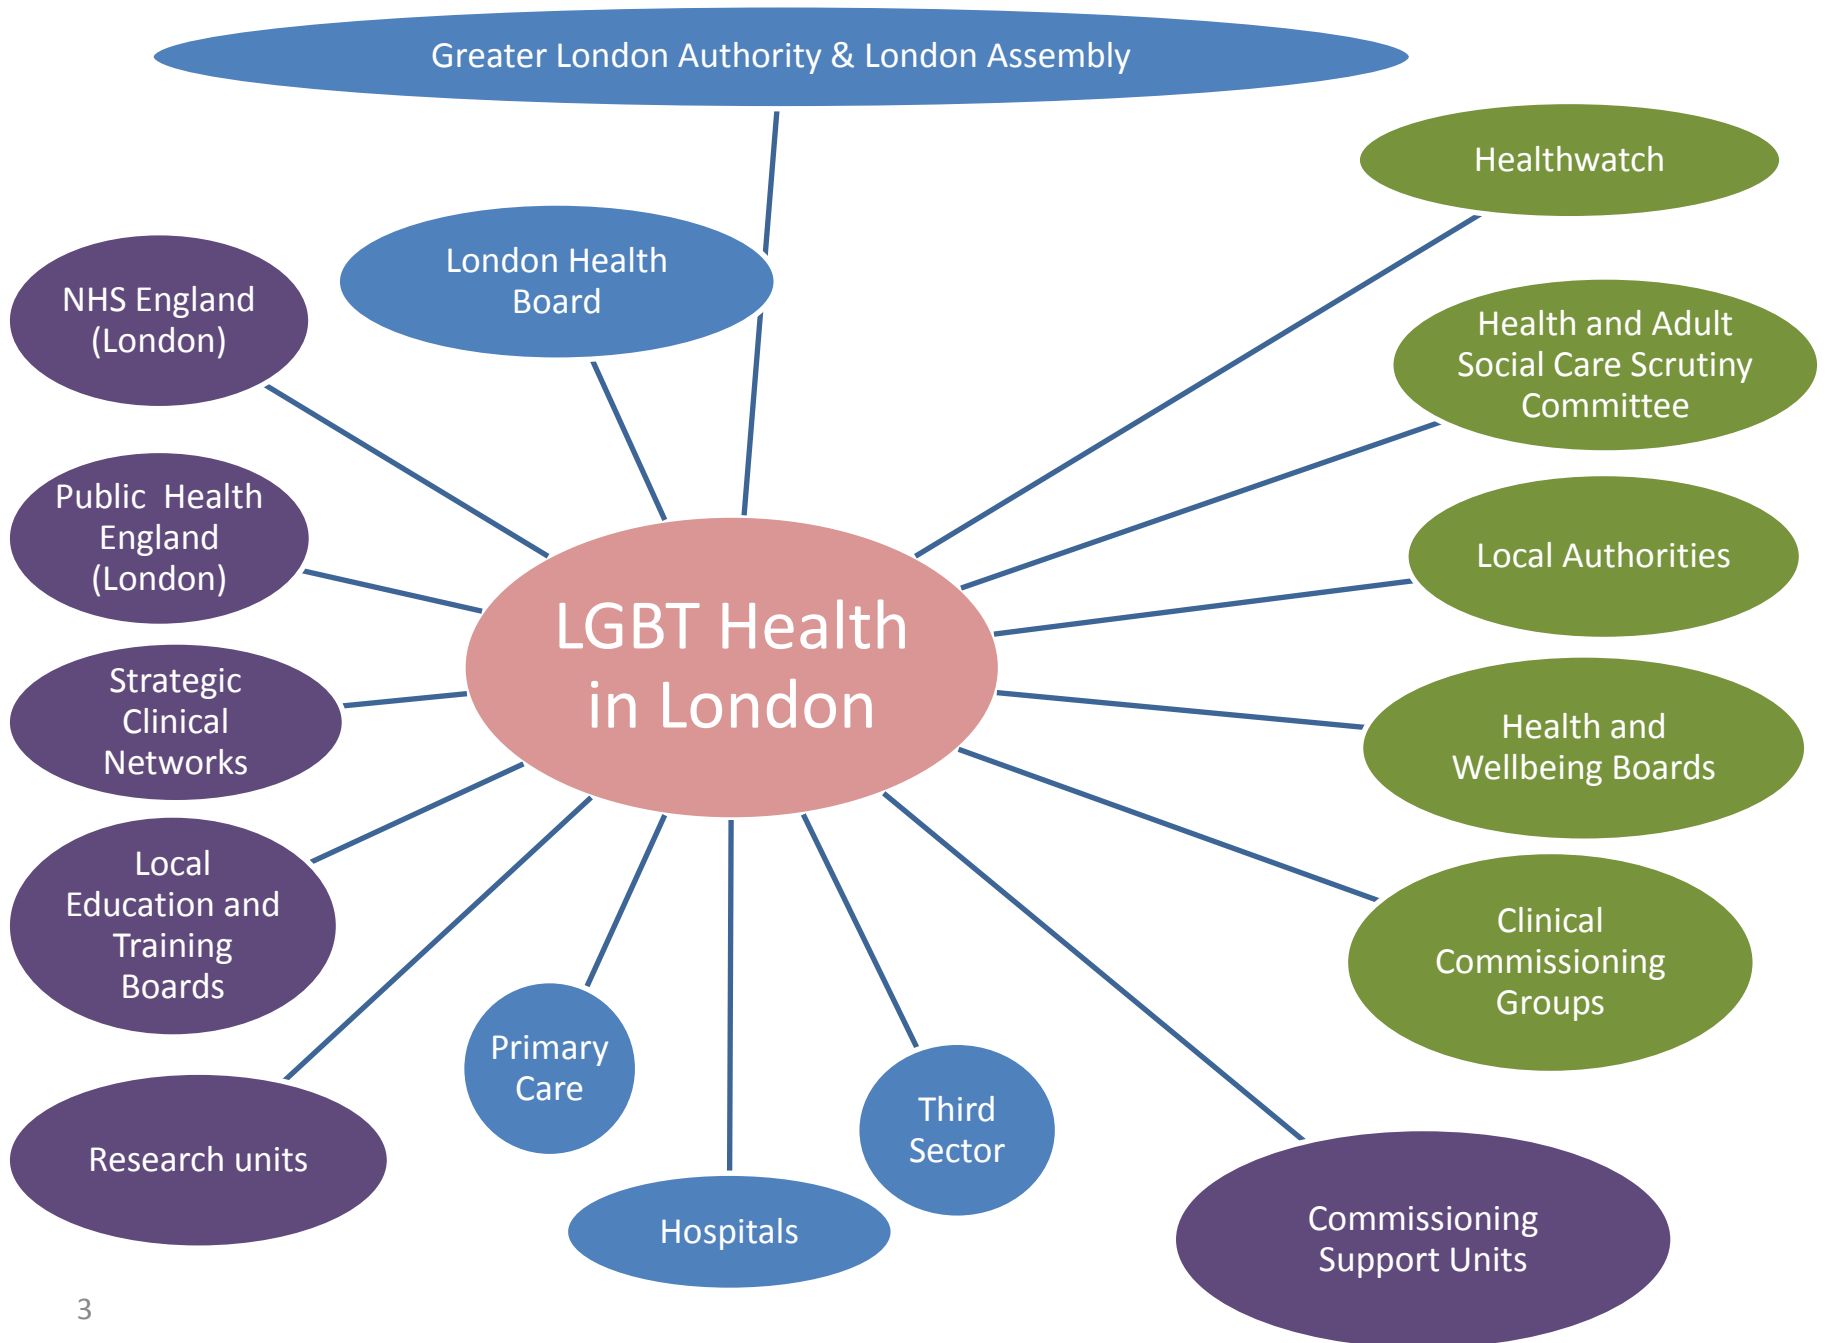 Greater London Authority & London Assembly
Healthwatch
London Health
Board
NHS England
(London)
Health and Adult
Social Care Scrutiny
Committee
Public  Health
England
(London)
Local Authorities
LGBT Health
in London
Strategic
Clinical
Networks
Health and
Wellbeing Boards
Local
Education and
Training
Boards
Clinical
Commissioning
Groups
Primary
Care
Third
Sector
Research units
Hospitals
Commissioning
Support Units
3